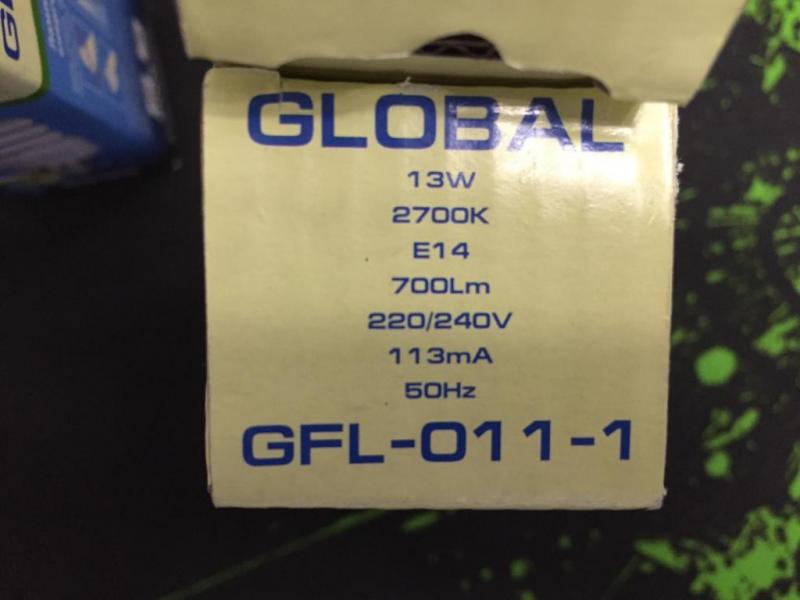 GLOBAL
13W
2700K
E14
700Lm
220/240V
113mA
50Hz
GFL-011-1